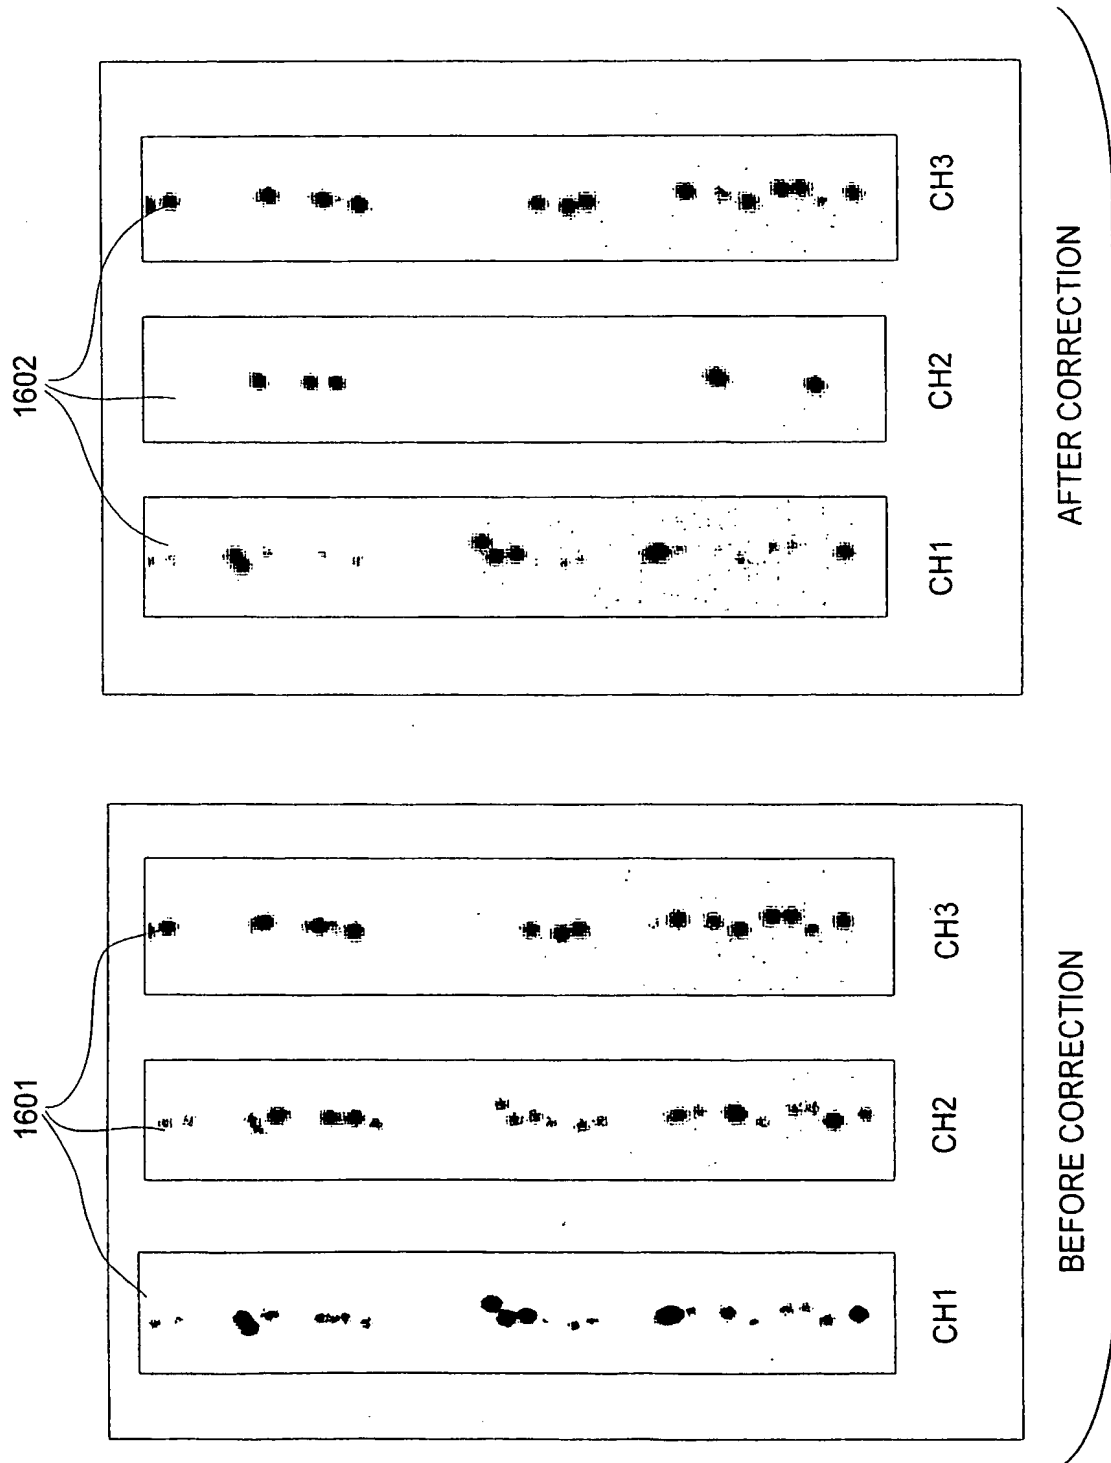 1601
CH1
CH2
CH3
BEFORE CORRECTION
1602
CH1
CH2
CH3
AFTER CORRECTION